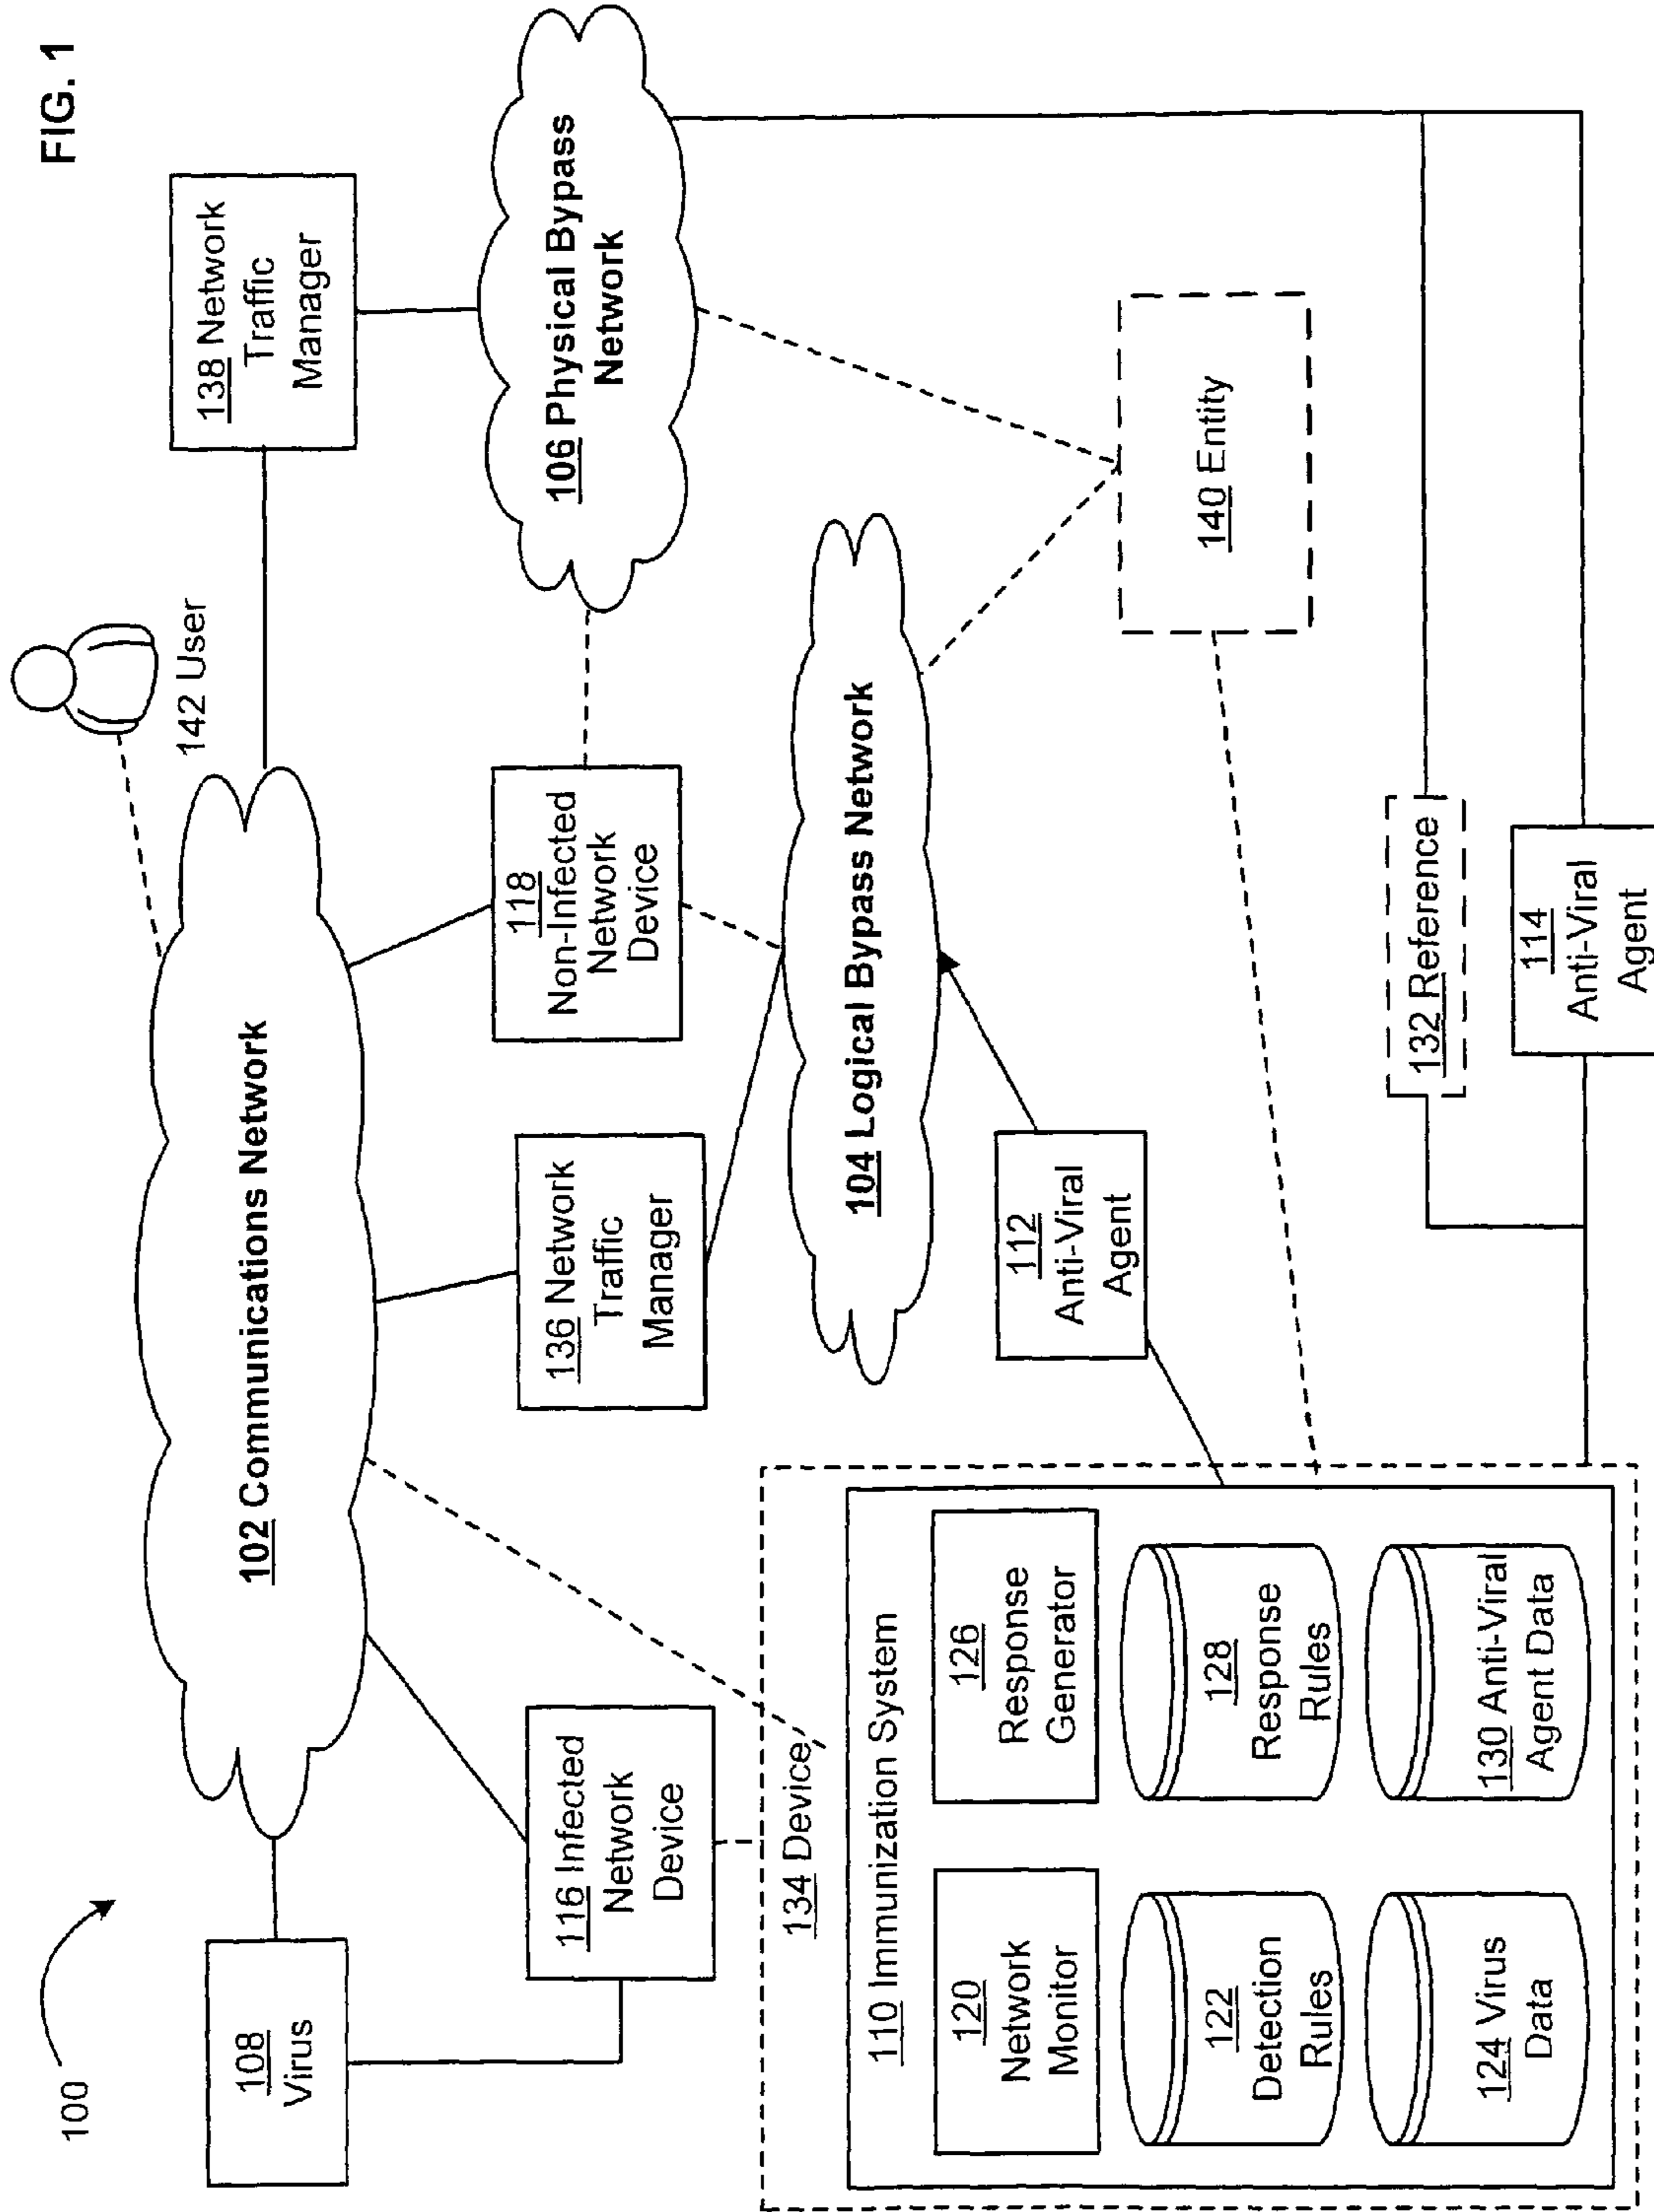 FIG. 1
100
142 User
108
Virus
102 Communications Network
138 Network
Traffic
Manager
116 Infected
Network
Device
136 Network
Traffic
Manager
118
Non-Infected
Network
Device
106 Physical Bypass
Network
104 Logical Bypass Network
134 Device
110 Immunization System
120
Network
Monitor
126
Response
Generator
122
Detection
Rules
128
Response
Rules
124 Virus
Data
130 Anti-Viral
Agent Data
112
Anti-Viral
Agent
140 Entity
132 Reference
114
Anti-Viral
Agent